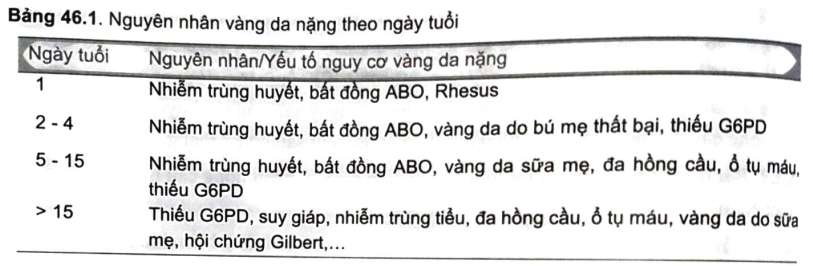 Bảng 46.1. Nguyên nhân vàng da nặng theo ngày tuổi
Ngày tuổi Nguyên nhân/Yếu tố nguy cơ vàng da nặng
1 Nhiễm trùng huyết, bất đồng ABO, Rhesus
2 - 4 Nhiễm trùng huyết, bất đồng ABO, vàng da do bú mẹ thất bại, thiếu G6PD
5 - 15 Nhiễm trùng huyết, bất đồng ABO, vàng da sữa mẹ, đa hồng cầu, ổ tụ máu,
thiếu G6PD
> 15 Thiếu G6PD, suy giáp, nhiễm trùng tiểu, đa hồng cầu, ổ tụ máu, vàng da do sữa
mẹ, hội chứng Gilbert,...